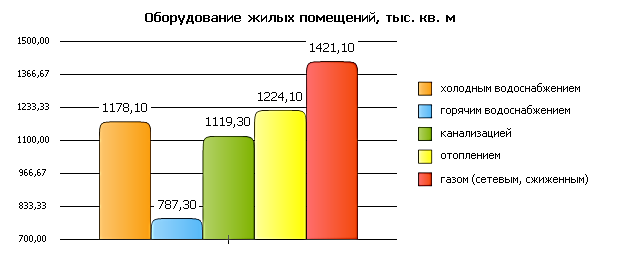 Оборудование жилых помещений, тыс. кв. м
1500,00
1366,67
1233,33
1100,00
966,67
833,33
700,00
1178,10
787,30
1119,30
1224,10
1421,10
холодным водоснабжением
горячим водоснабжением
канализацией
отоплением
газом (сетевым, сжиженным)